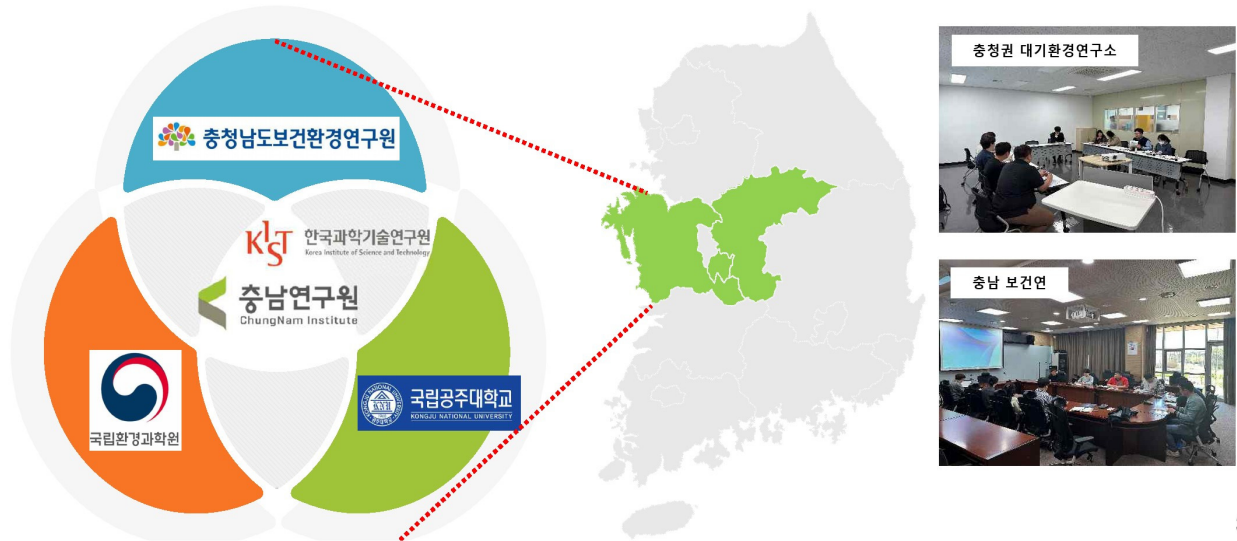 충청남도보건환경연구원
KIST 한국과학기술연구원
Korea Institute of Science and Technology
충남연구원
ChungNam Institute
국립환경과학원
국립공주대학교
KONGJU NATIONAL UNIVERSITY
충청권 대기환경연구소
충남 보건연